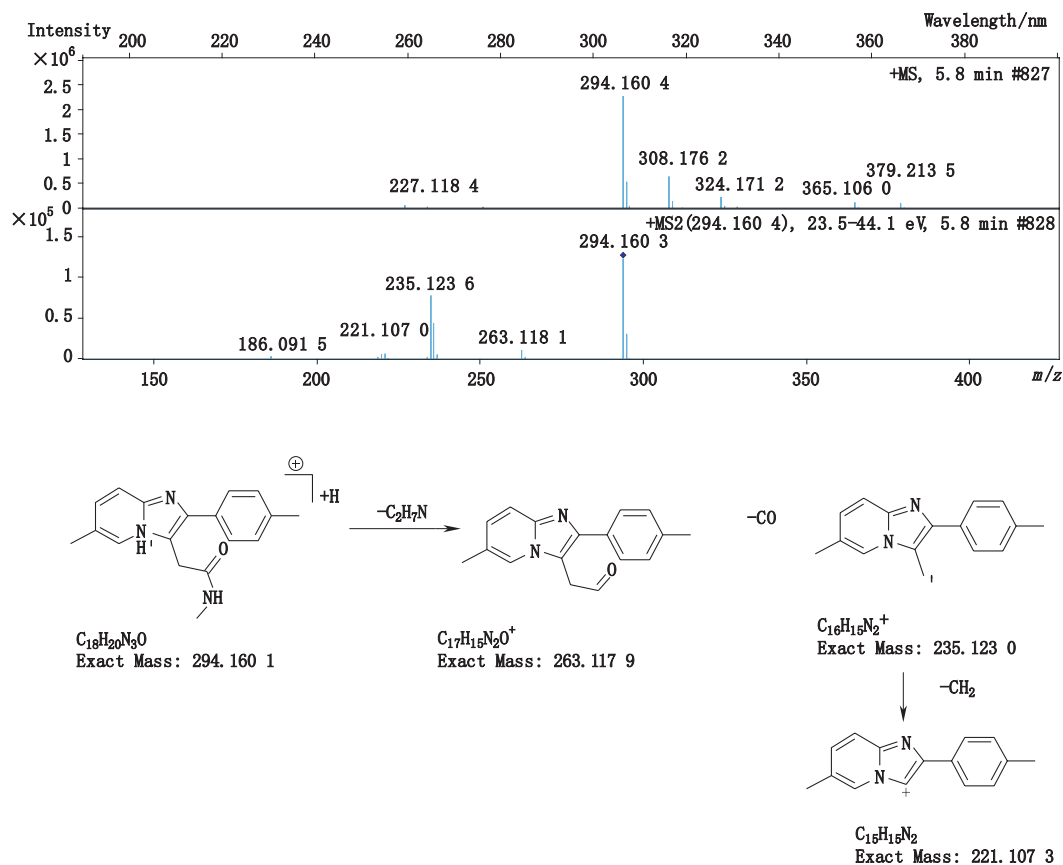 Intensity
Wavelength/nm
200 220 240 260 280 300 320 340 360 380
×10⁶
+MS, 5.8 min #827
2.5
2
1.5
1
0.5
0
294.160 4
308.176 2
324.171 2
379.213 5
365.106 0
227.118 4
×10⁵
+MS2(294.160 4), 23.5-44.1 eV, 5.8 min #828
1.5
1
0.5
0
294.160 3
235.123 6
221.107 0
263.118 1
186.091 5
150 200 250 300 350 400 m/z
+
+H
N
N
H'
O
NH
−C₂H₇N
N
N
O
−CO
N
N
C₁₈H₂₀N₃O
Exact Mass: 294.160 1
C₁₇H₁₅N₂O⁺
Exact Mass: 263.117 9
C₁₆H₁₅N₂⁺
Exact Mass: 235.123 0
−CH₂
N
N
+
C₁₅H₁₅N₂
Exact Mass: 221.107 3